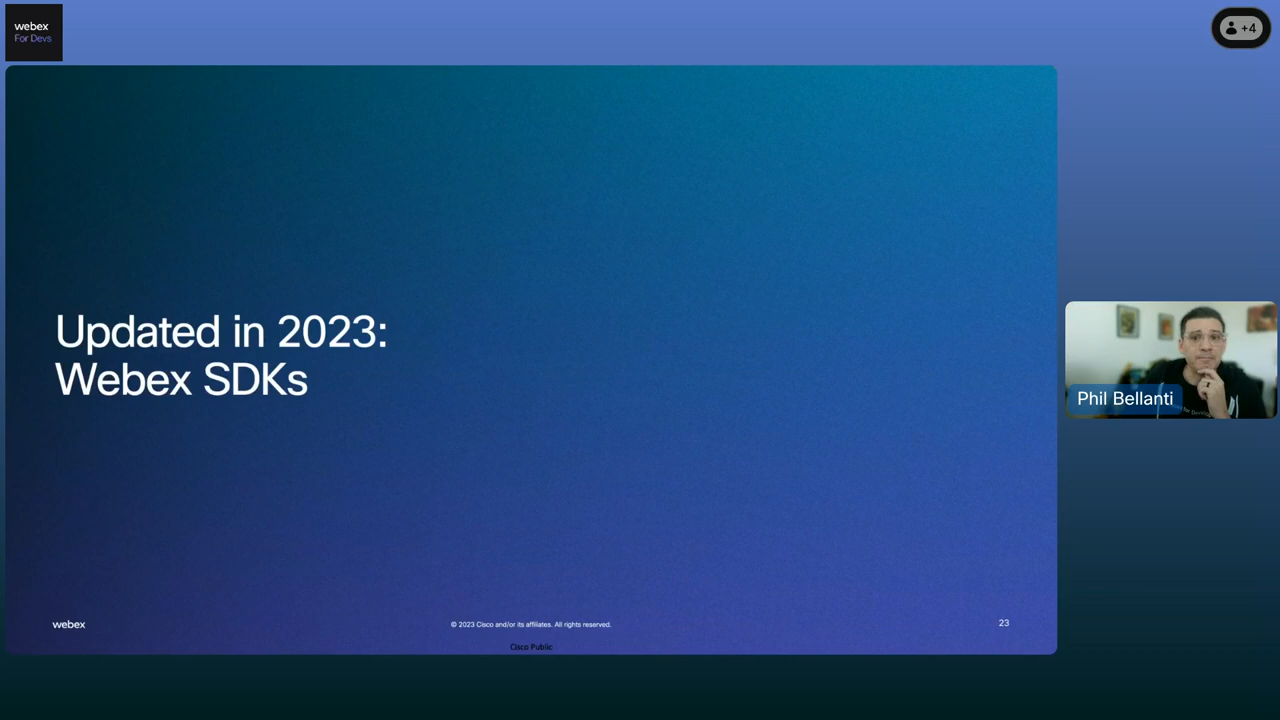 webex
For Devs
+4
Updated in 2023:
Webex SDKs
Phil Bellanti
webex
© 2023 Cisco and/or its affiliates. All rights reserved.
23
Cisco Public